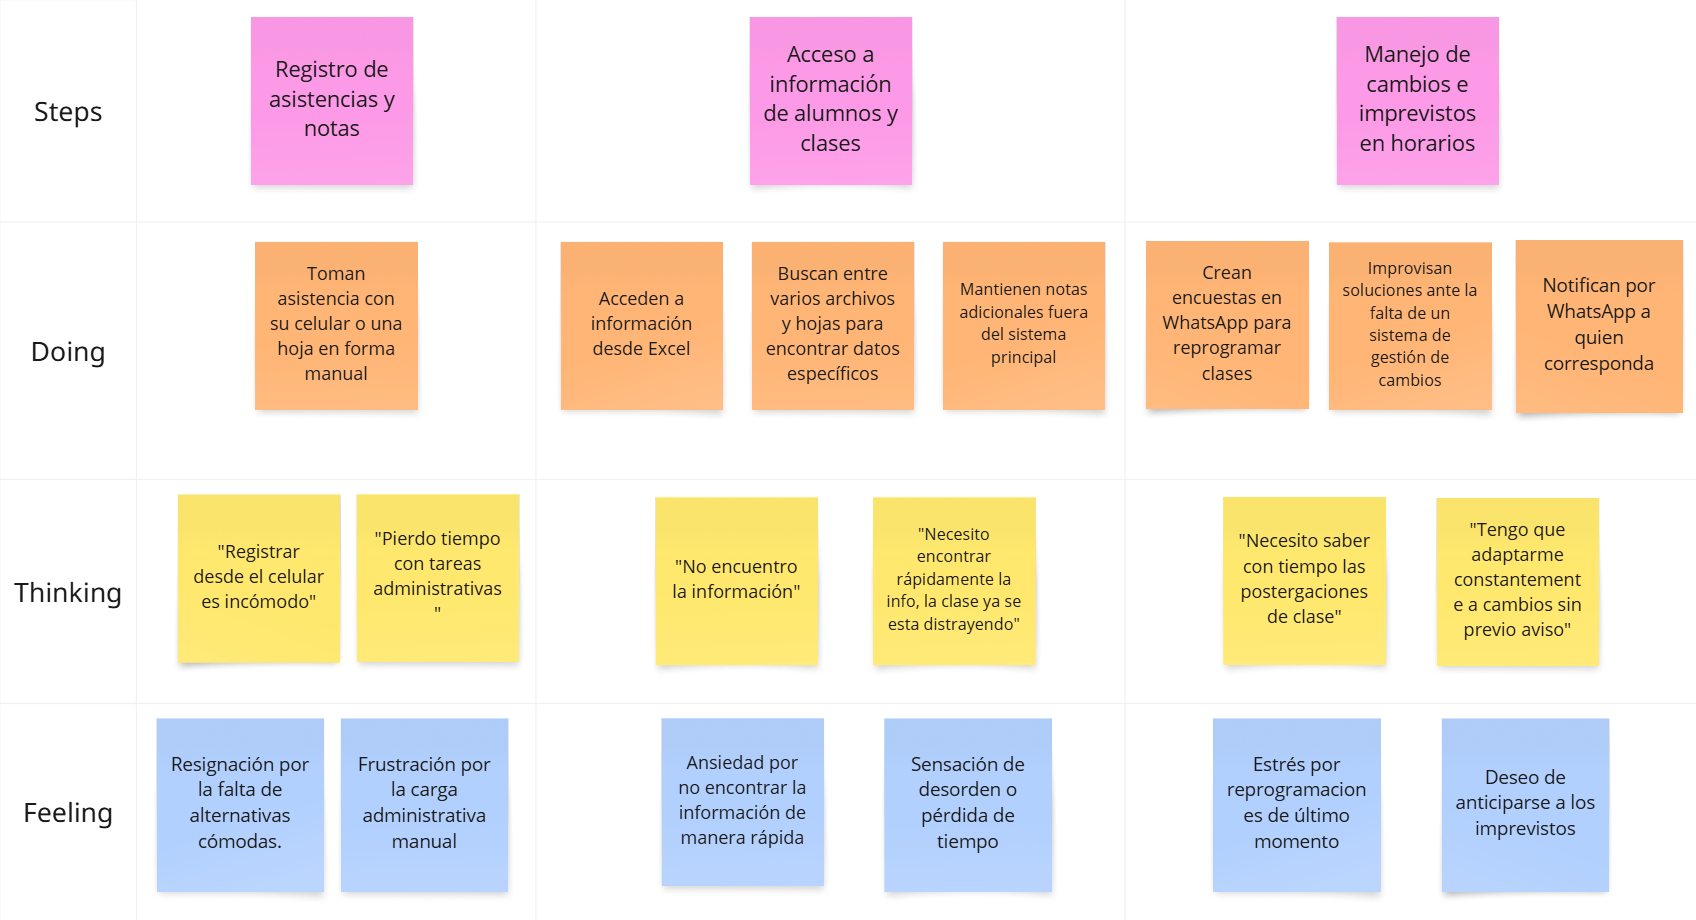 Steps
Registro de
asistencias y
notas
Acceso a
información
de alumnos y
clases
Manejo de
cambios e
imprevistos
en horarios
Doing
Toman
asistencia con
su celular o una
hoja en forma
manual
Acceden a
información
desde Excel
Buscan entre
varios archivos
y hojas para
encontrar datos
específicos
Mantienen notas
adicionales fuera
del sistema
principal
Crean
encuestas en
WhatsApp para
reprogramar
clases
Improvisan
soluciones ante la
falta de un
sistema de
gestión de
cambios
Notifican por
WhatsApp a
quien
corresponda
Thinking
"Registrar
desde el celular
es incómodo"
"Pierdo tiempo
con tareas
administrativas
"
"No encuentro
la información"
"Necesito
encontrar
rápidamente la
info, la clase ya se
esta distrayendo"
"Necesito saber
con tiempo las
postergaciones
de clase"
"Tengo que
adaptarme
constantement
e a cambios sin
previo aviso"
Feeling
Resignación por
la falta de
alternativas
cómodas.
Frustración por
la carga
administrativa
manual
Ansiedad por
no encontrar la
información de
manera rápida
Sensación de
desorden o
pérdida de
tiempo
Estrés por
reprogramacion
es de último
momento
Deseo de
anticiparse a los
imprevistos